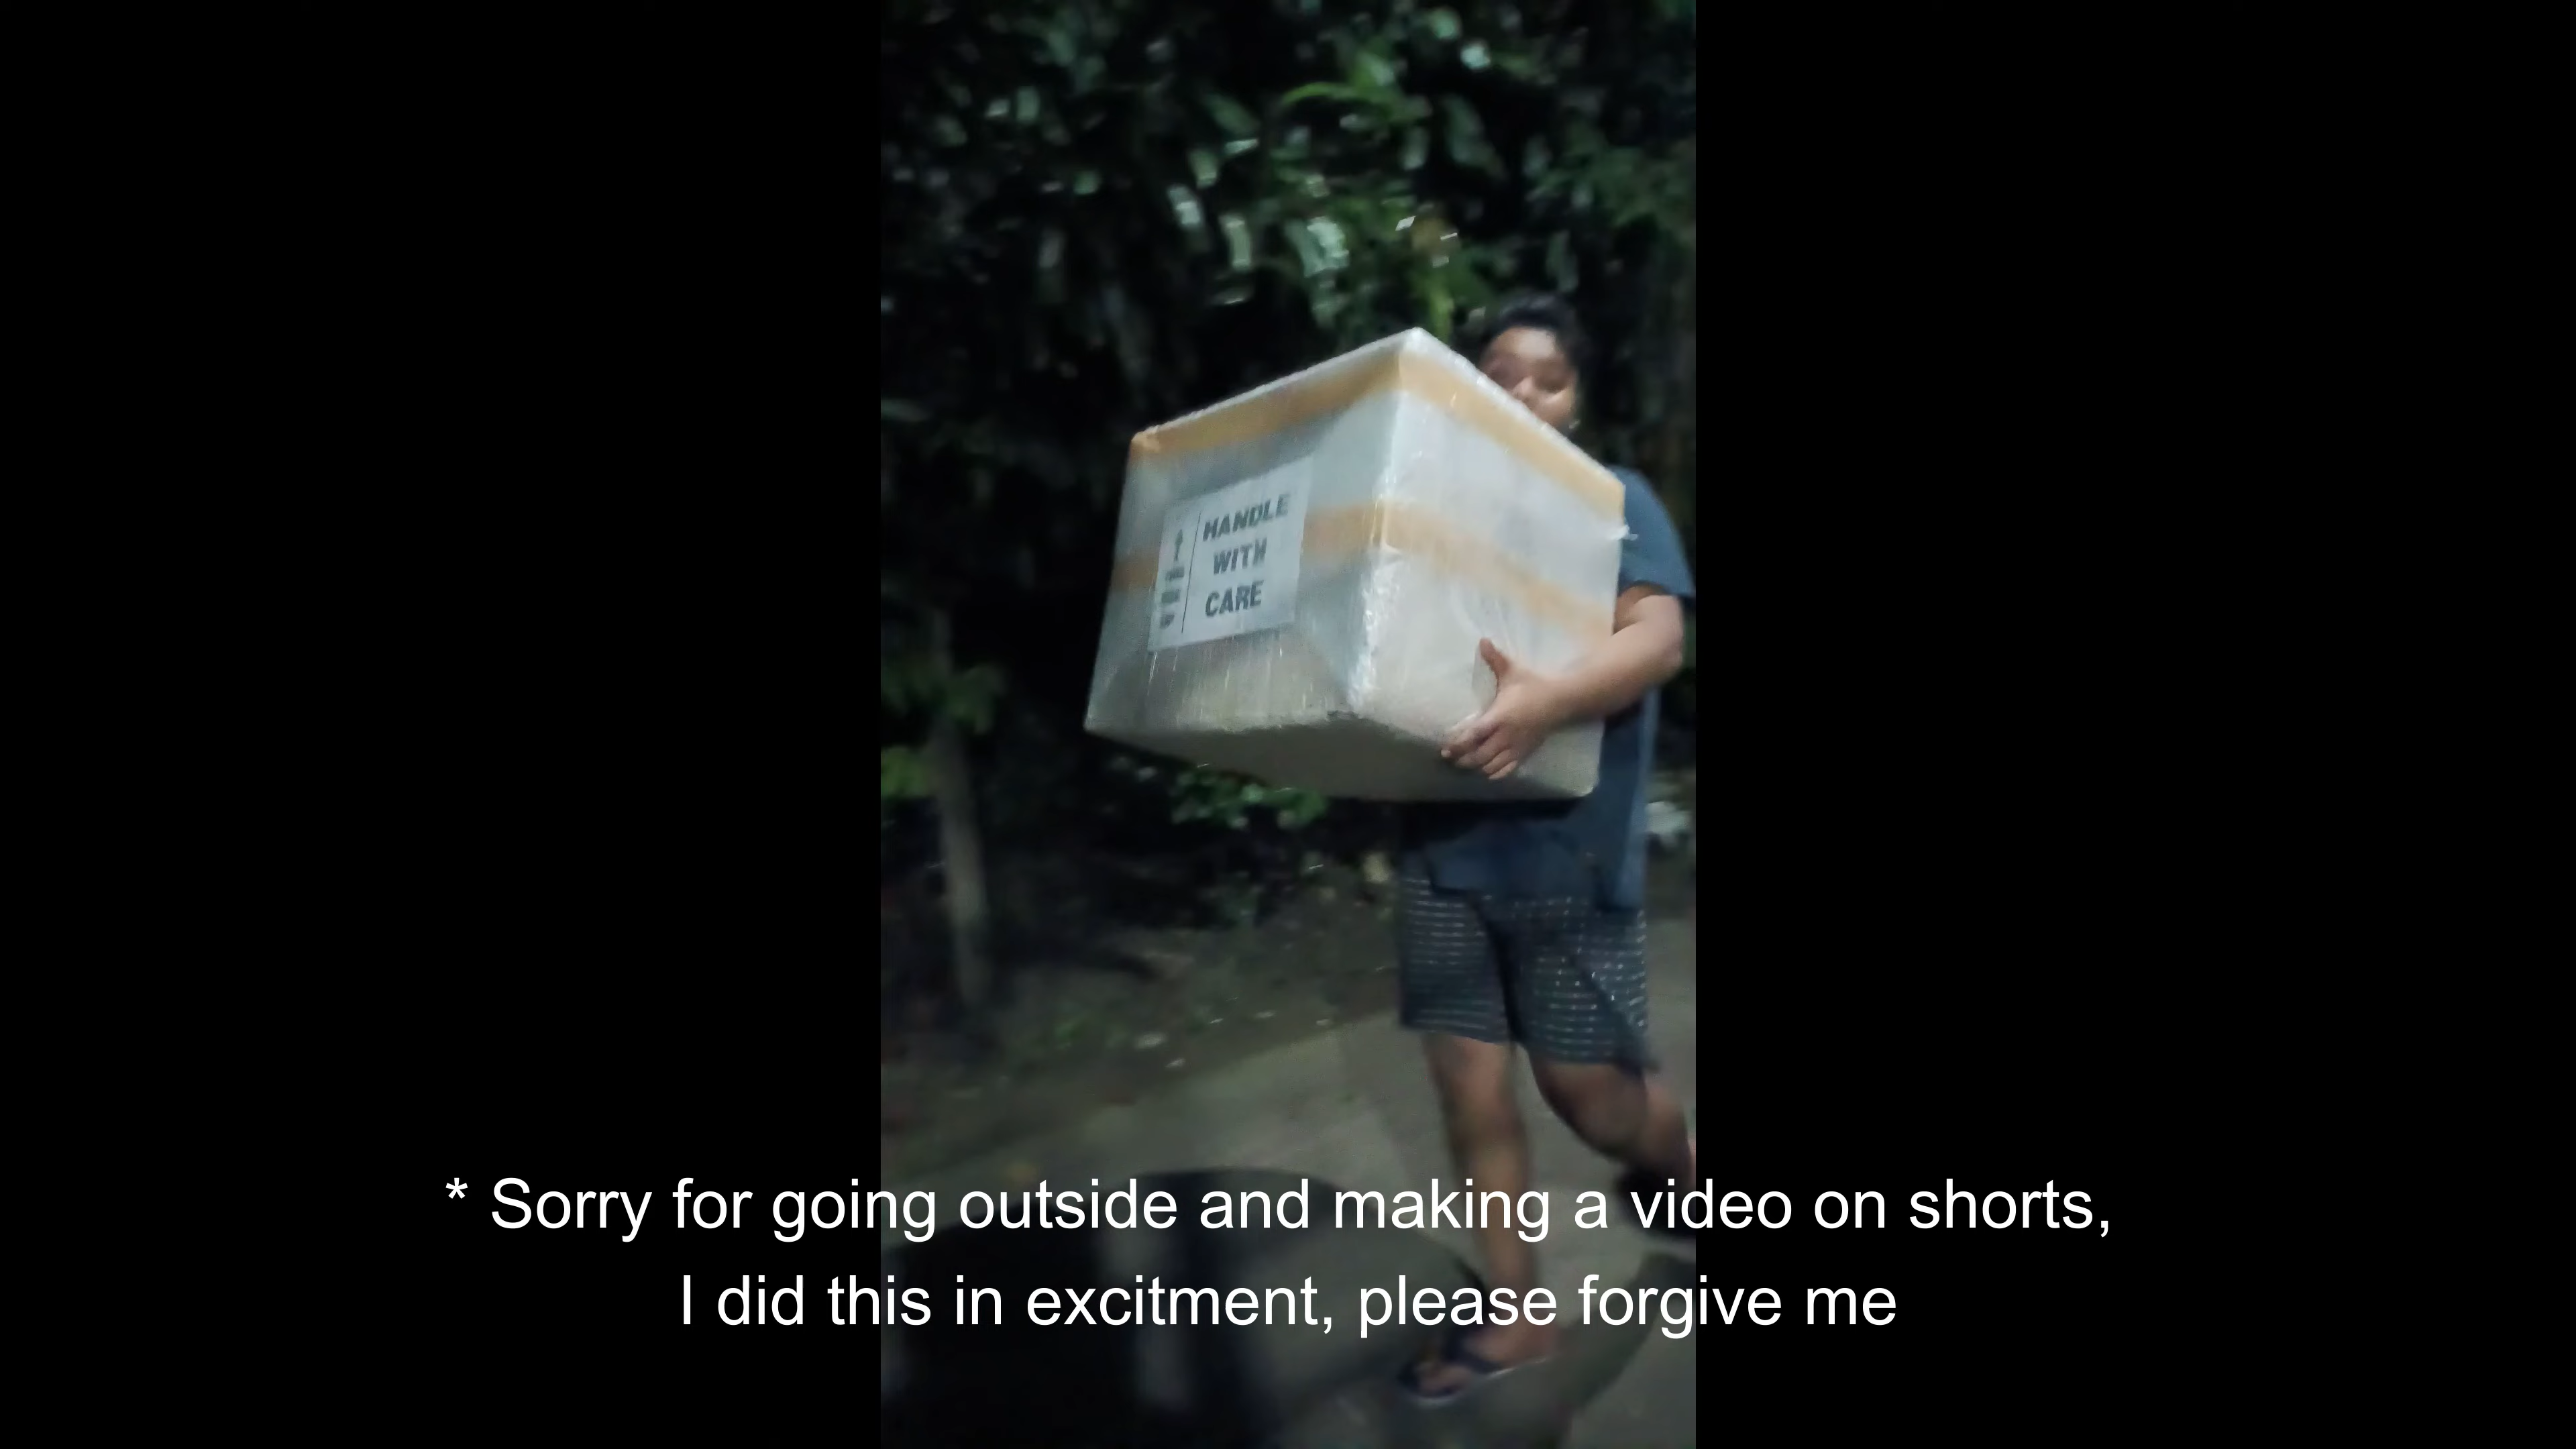 HANDLE
WITH
CARE
* Sorry for going outside and making a video on shorts,
I did this in excitment, please forgive me